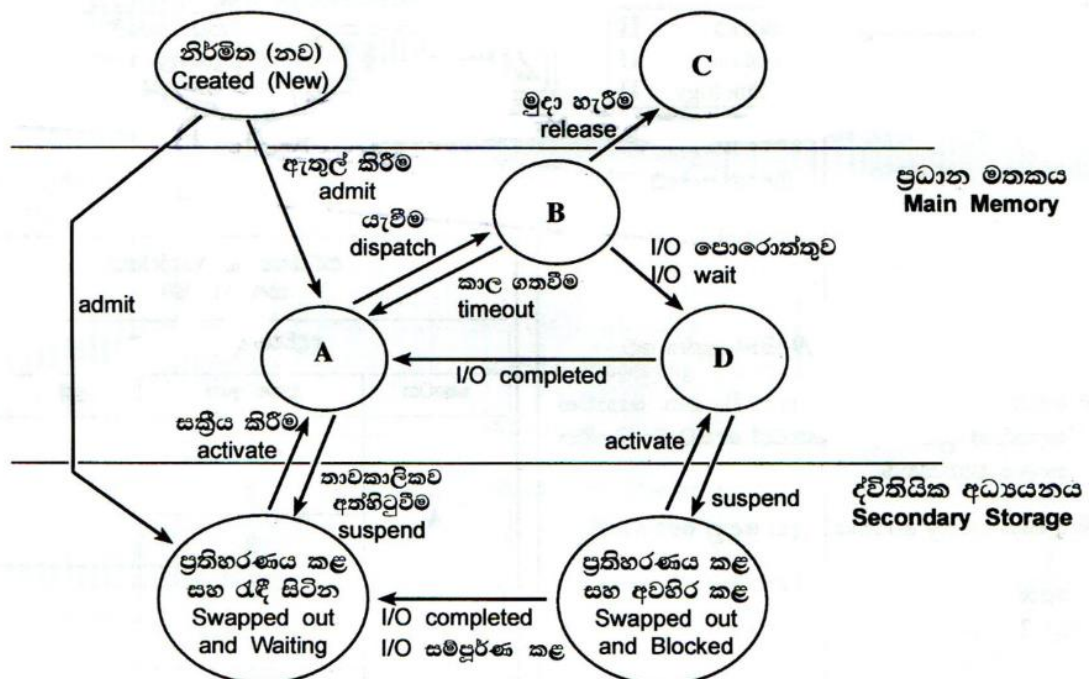 නිර්මිත (නව)
Created (New)
C
මුදා හැරීම
release
ඇතුල් කිරීම
admit
ප්‍රධාන මතකය
Main Memory
යැවීම
dispatch
B
I/O පොරොත්තුව
I/O wait
admit
කාල ගතවීම
timeout
A
D
I/O completed
සක්‍රීය කිරීම
activate
activate
තාවකාලිකව
අත්හිටුවීම
suspend
suspend
ද්විතීයික අධ්‍යයනය
Secondary Storage
ප්‍රතිහරණය කළ
සහ රැඳී සිටින
Swapped out
and Waiting
I/O completed
I/O සම්පූර්ණ කළ
ප්‍රතිහරණය කළ
සහ අවහිර කළ
Swapped out
and Blocked